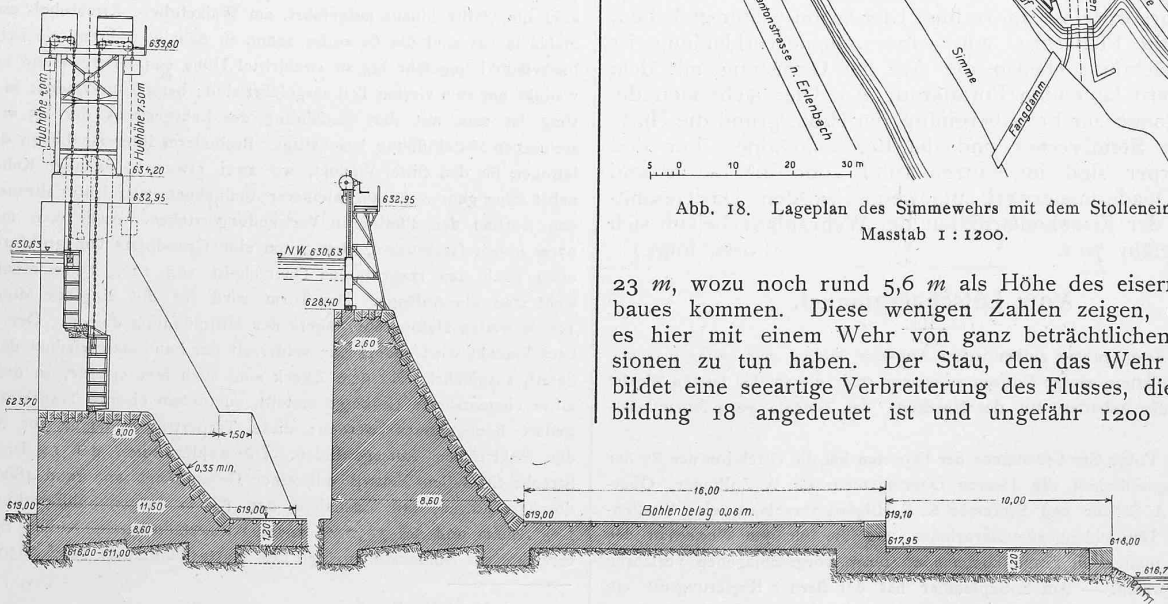 639,80
Hubhöhe 4,0m
Hubhöhe 7,50m
634,20
632,95
630,63
623,70
8,00
1,50
0,35 min.
619,00
11,50
8,60
619,00
1,20
616,00-611,00
632,95
N.W. 630,63
628,40
2,60
8,60
619,00
16,00
Bohlenbelag 0,06 m.
619,10
617,95
10,00
1,20
618,00
Kantonstrasse n. Erlenbach
Simme
Fangdamm
5 0 10 20 30 m
Abb. 18. Lageplan des Simmewehrs mit dem Stollenein
Masstab 1 : 1200.
23 m, wozu noch rund 5,6 m als Höhe des eisern
baues kommen. Diese wenigen Zahlen zeigen,
es hier mit einem Wehr von ganz beträchtlichen
sionen zu tun haben. Der Stau, den das Wehr
bildet eine seeartige Verbreiterung des Flusses, die
bildung 18 angedeutet ist und ungefähr 1200 m